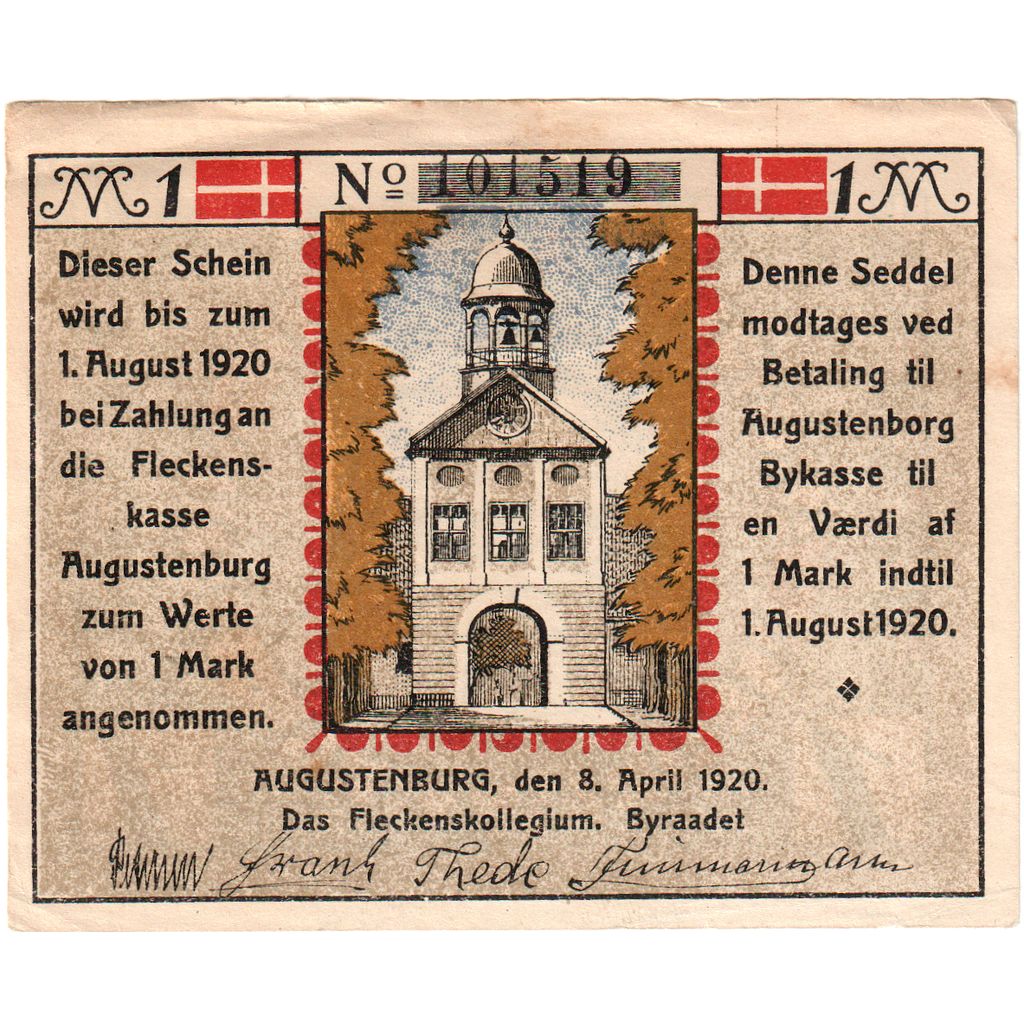 M 1
No 101519
1 M
Dieser Schein
wird bis zum
1. August 1920
bei Zahlung an
die Fleckens-
kasse
Augustenburg
zum Werte
von 1 Mark
angenommen.
Denne Seddel
modtages ved
Betaling til
Augustenborg
Bykasse til
en Værdi af
1 Mark indtil
1. August 1920.
AUGUSTENBURG, den 8. April 1920.
Das Fleckenskollegium. Byraadet
Frank Thede